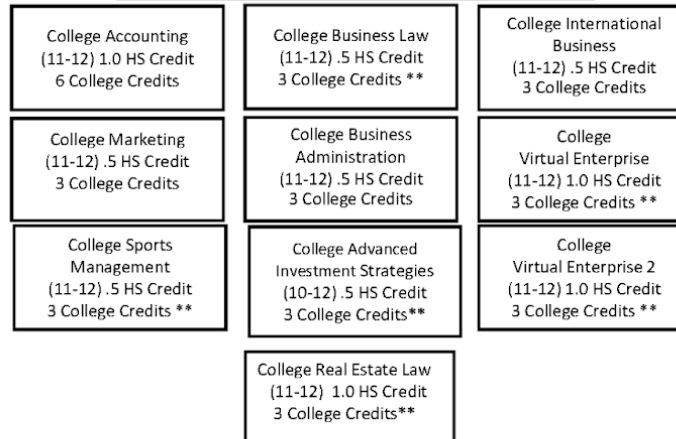 College Accounting
(11-12) 1.0 HS Credit
6 College Credits
College Business Law
(11-12) .5 HS Credit
3 College Credits **
College International
Business
(11-12) .5 HS Credit
3 College Credits
College Marketing
(11-12) .5 HS Credit
3 College Credits
College Business
Administration
(11-12) .5 HS Credit
3 College Credits
College
Virtual Enterprise
(11-12) 1.0 HS Credit
3 College Credits **
College Sports
Management
(11-12) .5 HS Credit
3 College Credits **
College Advanced
Investment Strategies
(10-12) .5 HS Credit
3 College Credits**
College
Virtual Enterprise 2
(11-12) 1.0 HS Credit
3 College Credits **
College Real Estate Law
(11-12) 1.0 HS Credit
3 College Credits**